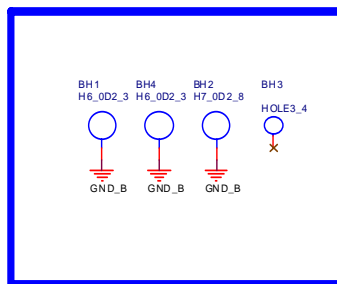 BH1 BH4 BH2 BH3
H6_0D2_3 H6_0D2_3 H7_0D2_8
HOLE3_4
GND_B GND_B GND_B